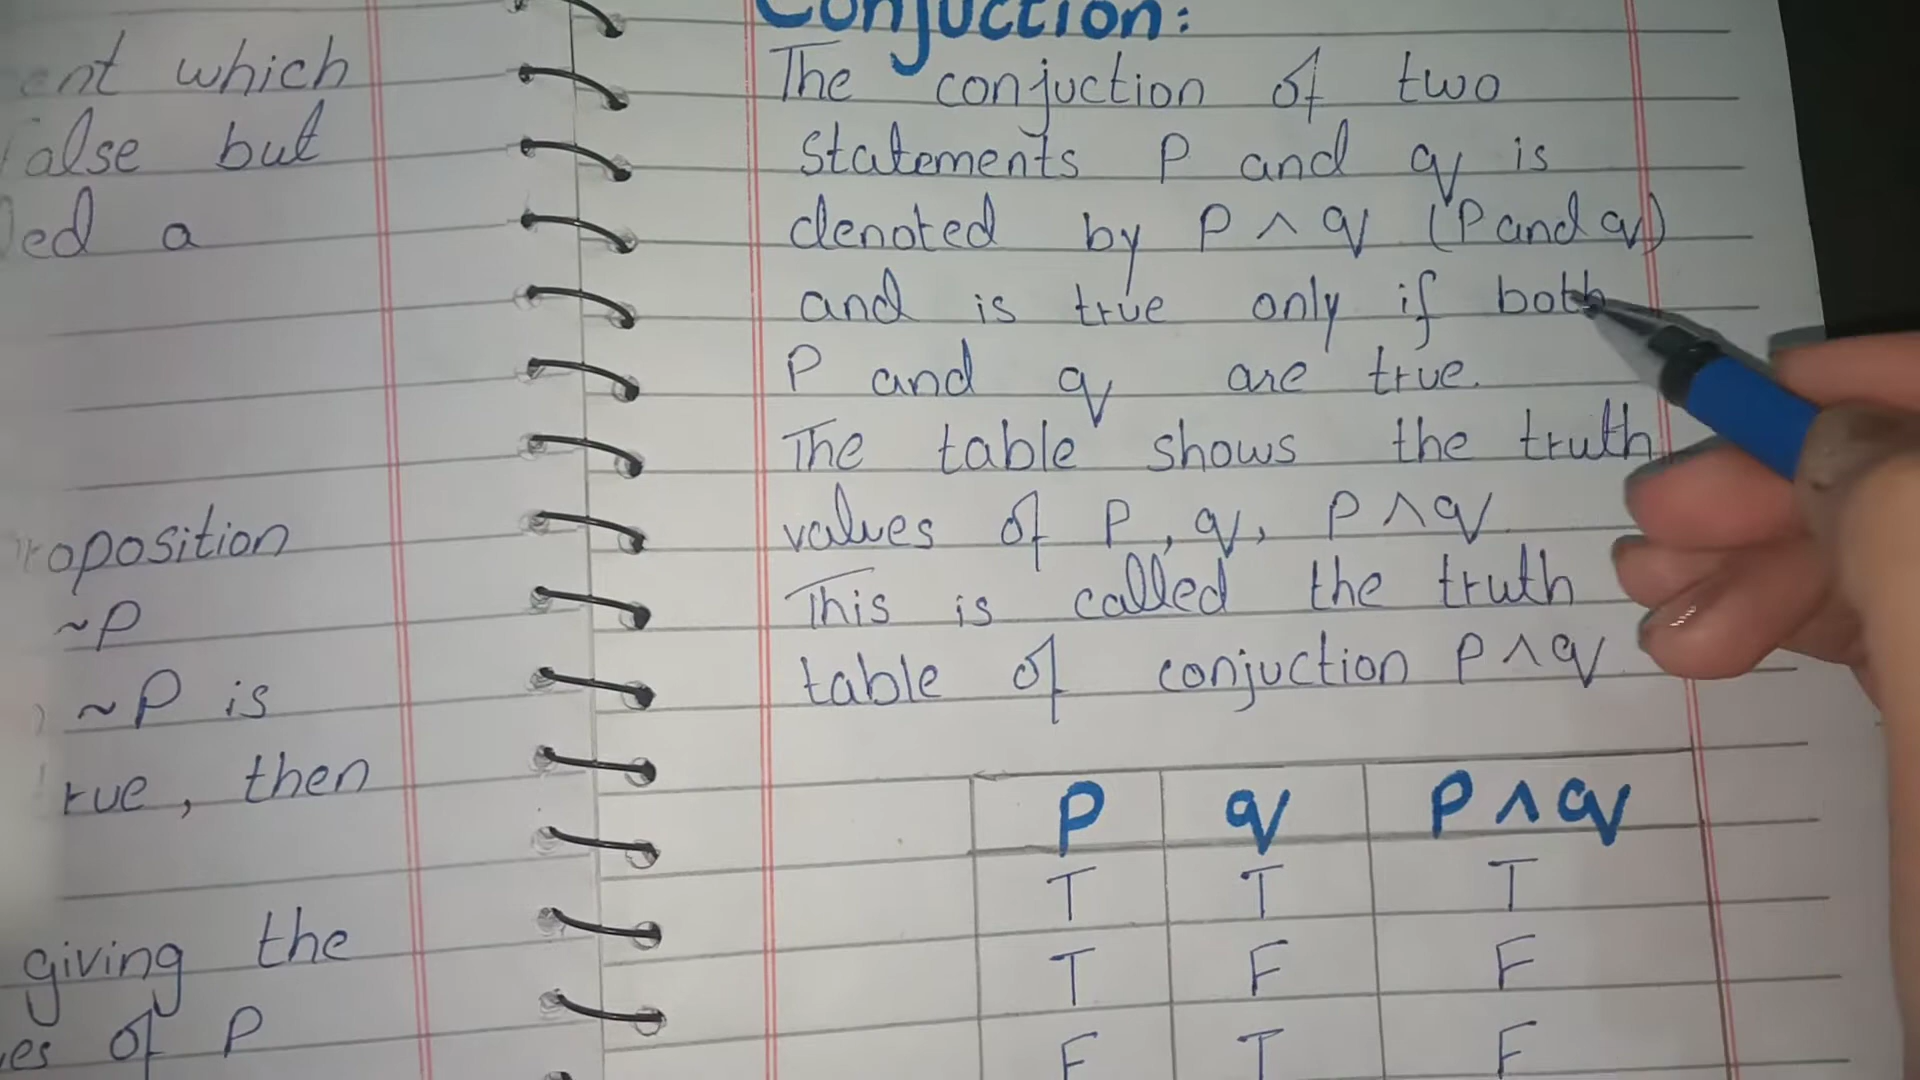 which
but
a
~P
~P is
, then
giving the
of P
Conjuction:
The conjuction of two
statements P and q is
denoted by P ∧ q (P and q)
and is true only if both
P and q are true.
The table shows the truth
values of P, q, P ∧ q
This is called the truth
table of conjuction P ∧ q
P q P ∧ q
T T T
T F F
F T F